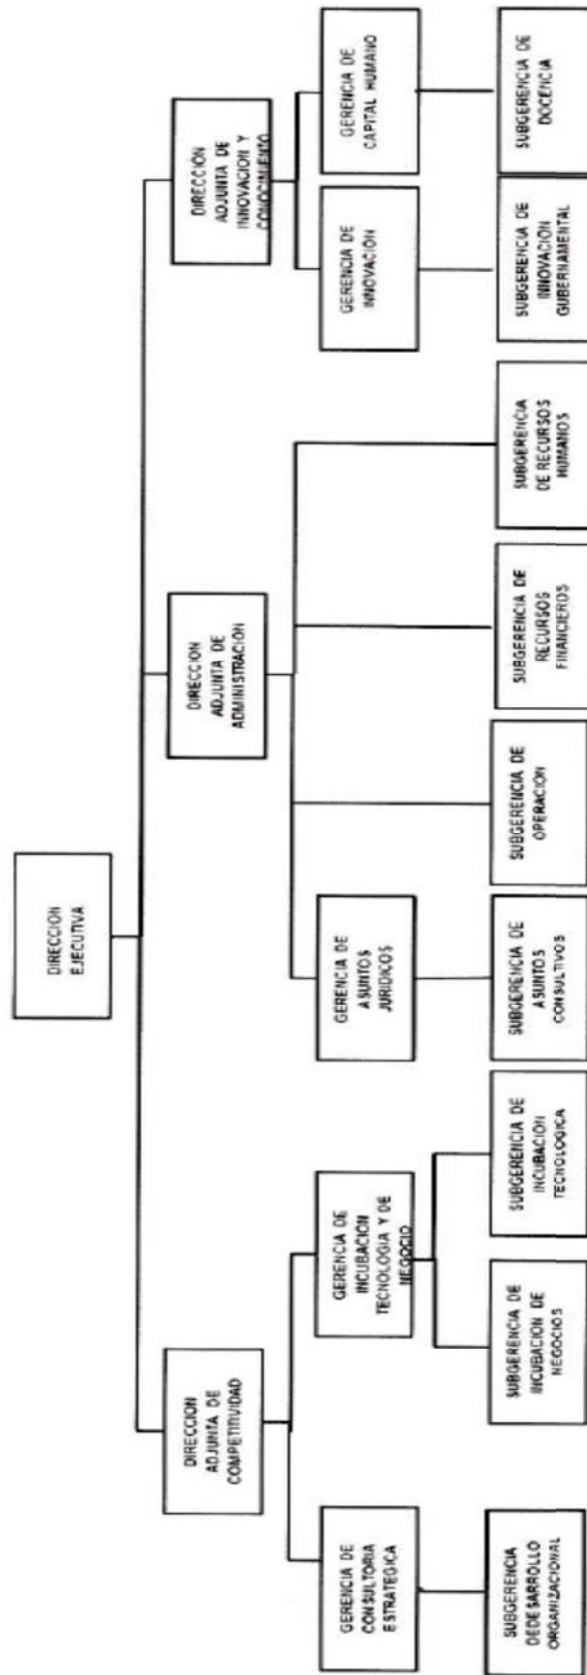 DIRECCION
EJECUTIVA
DIRECCION
ADJUNTA DE
COMPETITIVIDAD
DIRECCION
ADJUNTA DE
ADMINISTRACION
DIRECCION
ADJUNTA DE
INNOVACION Y
CONOCIMIENTO
GERENCIA DE
CONSULTORIA
ESTRATEGICA
GERENCIA DE
INCUBACION
TECNOLOGIA Y DE
NEGOCIO
GERENCIA DE
ASUNTOS
JURIDICOS
GERENCIA DE
INNOVACION
GERENCIA DE
CAPITAL HUMANO
SUBGERENCIA
DEDESARROLLO
ORGANIZACIONAL
SUBGERENCIA DE
INCUBACION DE
NEGOCIOS
SUBGERENCIA DE
INCUBACION
TECNOLOGICA
SUBGERENCIA DE
ASUNTOS
CONSULTIVOS
SUBGERENCIA DE
OPERACION
SUBGERENCIA DE
RECURSOS
FINANCIEROS
SUBGERENCIA
DE RECURSOS
HUMANOS
SUBGERENCIA DE
INNOVACION
GUBERNAMENTAL
SUBGERENCIA DE
DOCENCIA